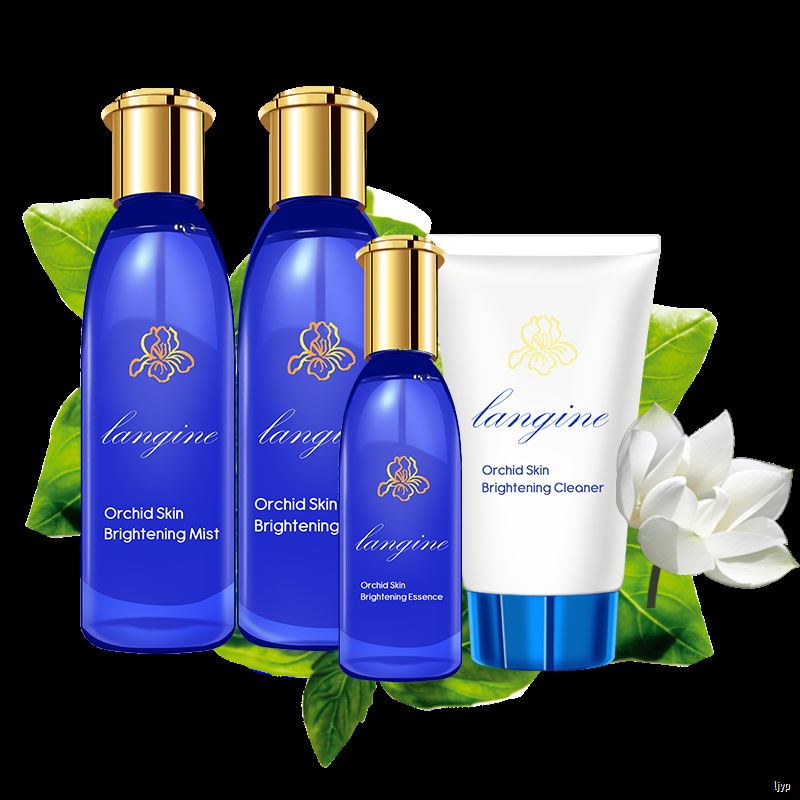 langine
Orchid Skin
Brightening Mist
langi
Orchid Skin
Brightening
langine
Orchid Skin
Brightening Essence
langine
Orchid Skin
Brightening Cleaner
ljyp